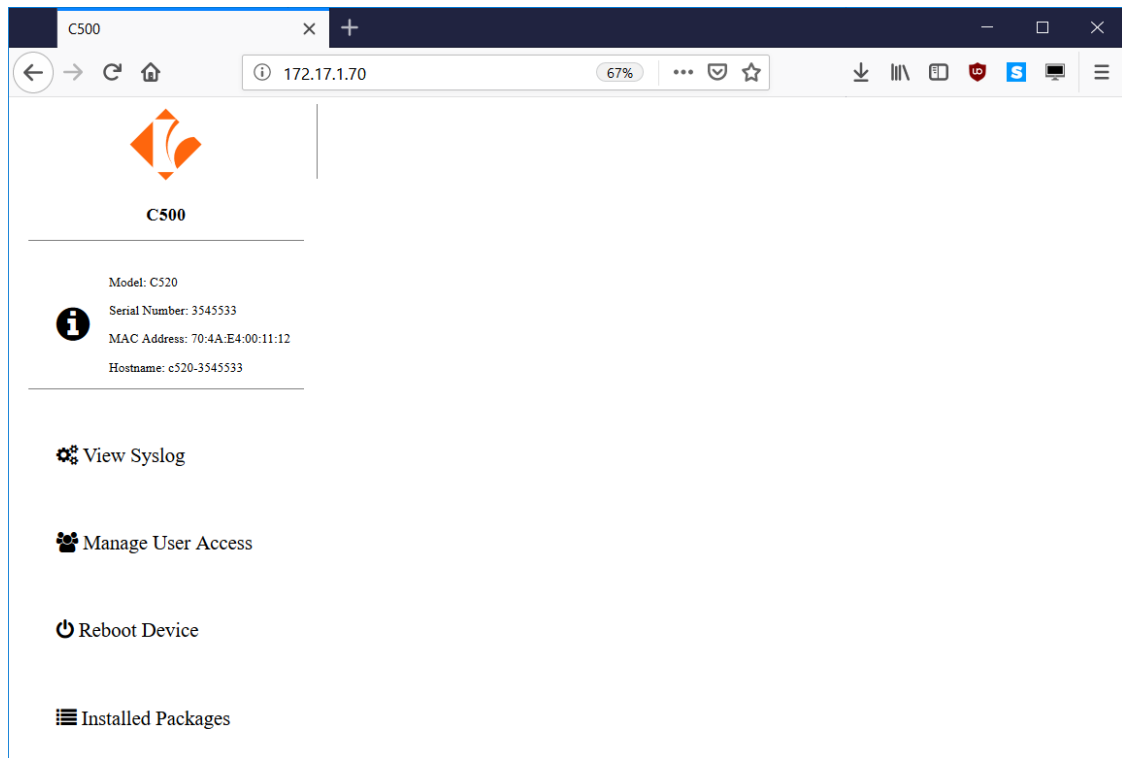 C500
172.17.1.70
67%
C500
Model: C520
Serial Number: 3545533
MAC Address: 70:4A:E4:00:11:12
Hostname: c520-3545533
View Syslog
Manage User Access
Reboot Device
Installed Packages